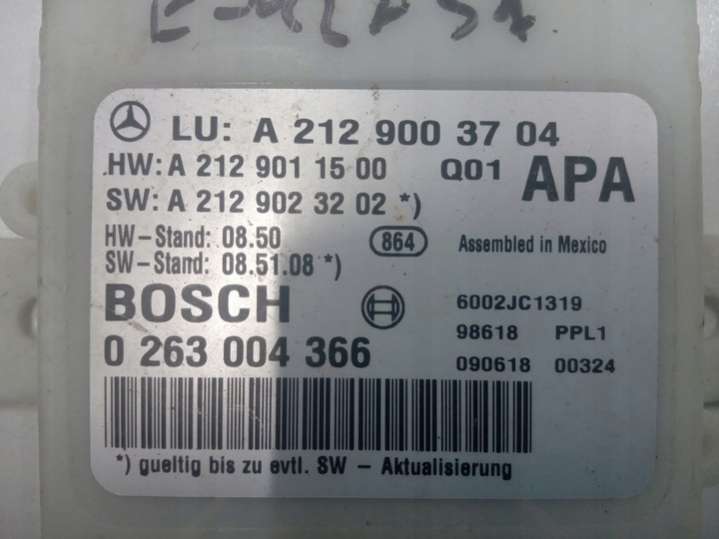 LU: A 212 900 37 04
HW: A 212 901 15 00 Q01 APA
SW: A 212 902 32 02 *)
HW-Stand: 08.50 864 Assembled in Mexico
SW-Stand: 08.51.08 *)
BOSCH 6002JC1319
98618 PPL1
0 263 004 366 090618 00324
*) gueltig bis zu evtl. SW - Aktualisierung